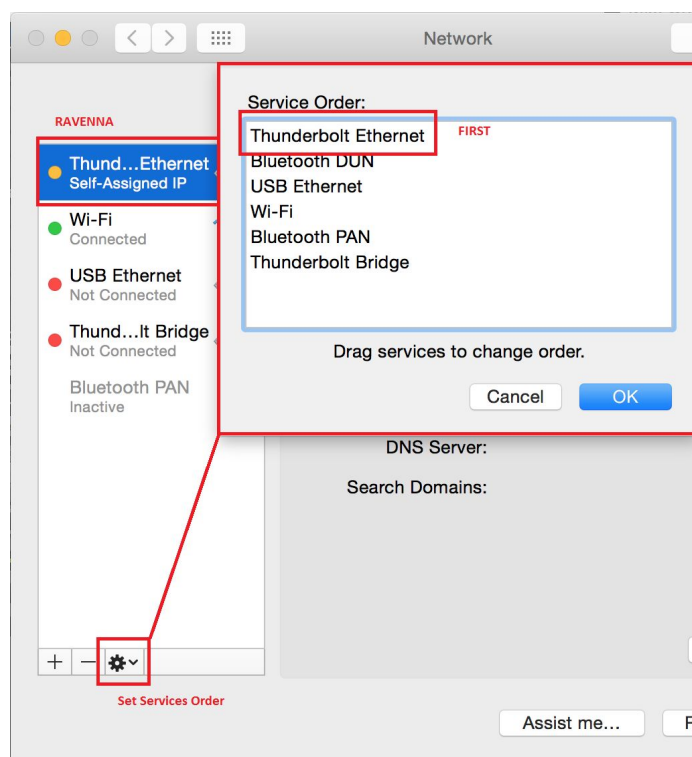 Network
Service Order:
RAVENNA
Thunderbolt Ethernet
FIRST
Thund...Ethernet
Self-Assigned IP
Bluetooth DUN
USB Ethernet
Wi-Fi
Bluetooth PAN
Thunderbolt Bridge
Wi-Fi
Connected
USB Ethernet
Not Connected
Thund...lt Bridge
Not Connected
Drag services to change order.
Bluetooth PAN
Inactive
Cancel
OK
DNS Server:
Search Domains:
Set Services Order
Assist me...